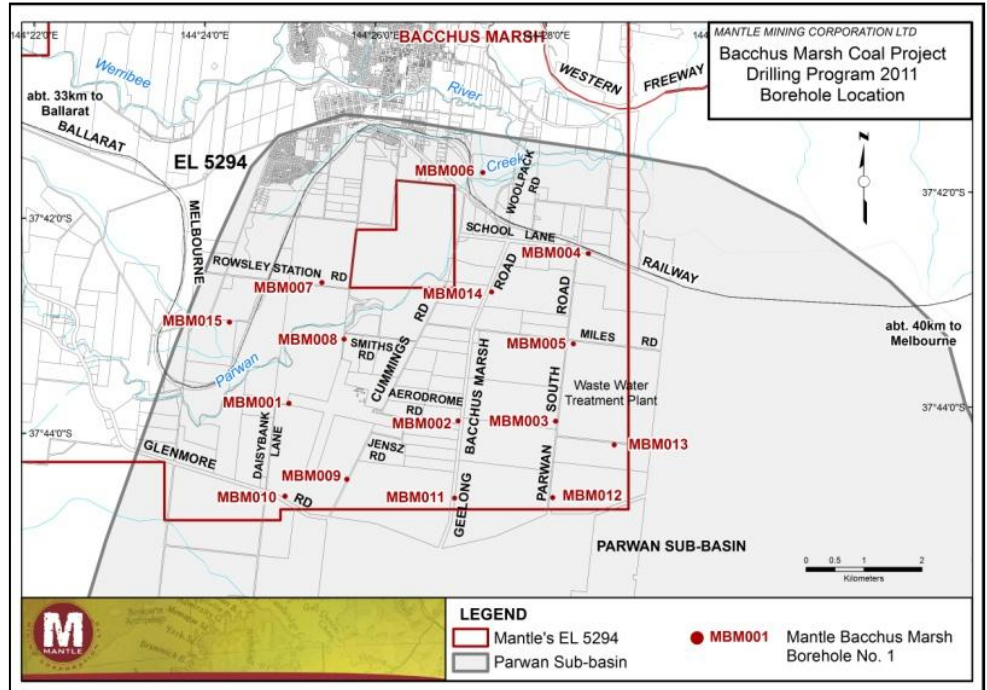 144°22'0"E
144°24'0"E
144°26'0"E
144°28'0"E
MANTLE MINING CORPORATION LTD
Bacchus Marsh Coal Project
Drilling Program 2011
Borehole Location
BACCHUS MARSH
Werribee
River
WESTERN
FREEWAY
abt. 33km to
Ballarat
BALLARAT
EL 5294
MBM006
Creek
WOOLPACK
RD
37°42'0"S
37°42'0"S
MELBOURNE
SCHOOL LANE
MBM004
RAILWAY
ROWSLEY STATION RD
MBM007
MBM014
ROAD
ROAD
RD
MBM015
MBM008
SMITHS
RD
CUMMINGS
MBM005
MILES RD
abt. 40km to
Melbourne
Parwan
BACCHUS MARSH
SOUTH
Waste Water
Treatment Plant
MBM001
AERODROME
RD
MBM002
MBM003
37°44'0"S
37°44'0"S
DAISYBANK
LANE
JENSZ
RD
MBM013
GLENMORE
RD
MBM009
MBM010
MBM011
GEELONG
PARWAN
MBM012
PARWAN SUB-BASIN
0 0.5 1 2
Kilometers
M
MANTLE
LEGEND
Mantle's EL 5294
Parwan Sub-basin
MBM001
Mantle Bacchus Marsh
Borehole No. 1